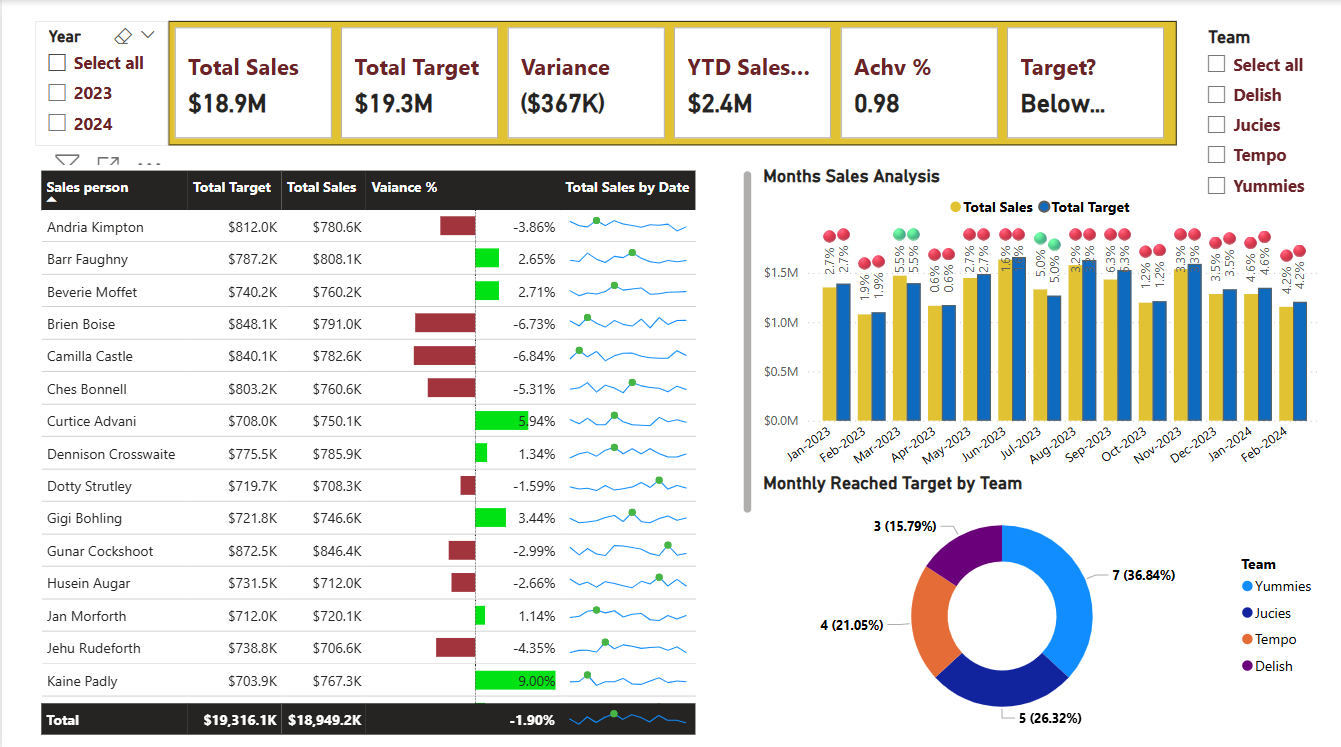 Year
Select all
2023
2024
Total Sales
$18.9M
Total Target
$19.3M
Variance
($367K)
YTD Sales...
$2.4M
Achv %
0.98
Target?
Below...
Team
Select all
Delish
Jucies
Tempo
Yummies
Sales person Total Target Total Sales Vaiance % Total Sales by Date
Andria Kimpton $812.0K $780.6K -3.86%
Barr Faughny $787.2K $808.1K 2.65%
Beverie Moffet $740.2K $760.2K 2.71%
Brien Boise $848.1K $791.0K -6.73%
Camilla Castle $840.1K $782.6K -6.84%
Ches Bonnell $803.2K $760.6K -5.31%
Curtice Advani $708.0K $750.1K 5.94%
Dennison Crosswaite $775.5K $785.9K 1.34%
Dotty Strutley $719.7K $708.3K -1.59%
Gigi Bohling $721.8K $746.6K 3.44%
Gunar Cockshoot $872.5K $846.4K -2.99%
Husein Augar $731.5K $712.0K -2.66%
Jan Morforth $712.0K $720.1K 1.14%
Jehu Rudeforth $738.8K $706.6K -4.35%
Kaine Padly $703.9K $767.3K 9.00%
Total $19,316.1K $18,949.2K -1.90%
Months Sales Analysis
Total Sales Total Target
2.7% 2.7% 1.9% 1.9% 5.5% 5.5% 0.6% 0.6% 2.7% 2.7% 1.6% 5.0% 5.0% 3.2% 6.3% 1.2% 1.2% 3.3% 3.5% 3.5% 4.6% 4.6% 4.2% 4.2%
$1.5M
$1.0M
$0.5M
$0.0M
Jan-2023 Feb-2023 Mar-2023 Apr-2023 May-2023 Jun-2023 Jul-2023 Aug-2023 Sep-2023 Oct-2023 Nov-2023 Dec-2023 Jan-2024 Feb-2024
Monthly Reached Target by Team
3 (15.79%)
7 (36.84%)
4 (21.05%)
5 (26.32%)
Team
Yummies
Jucies
Tempo
Delish